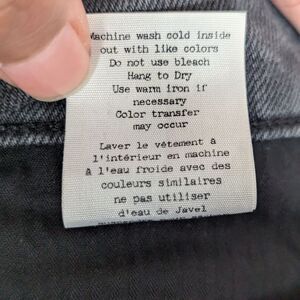 Machine wash cold inside
out with like colors
Do not use bleach
Hang to Dry
Use warm iron if
necessary
Color transfer
may occur
Laver le vêtement à
l'intérieur en machine
À l'eau froide avec des
couleurs similaires
ne pas utiliser
d'eau de Javel